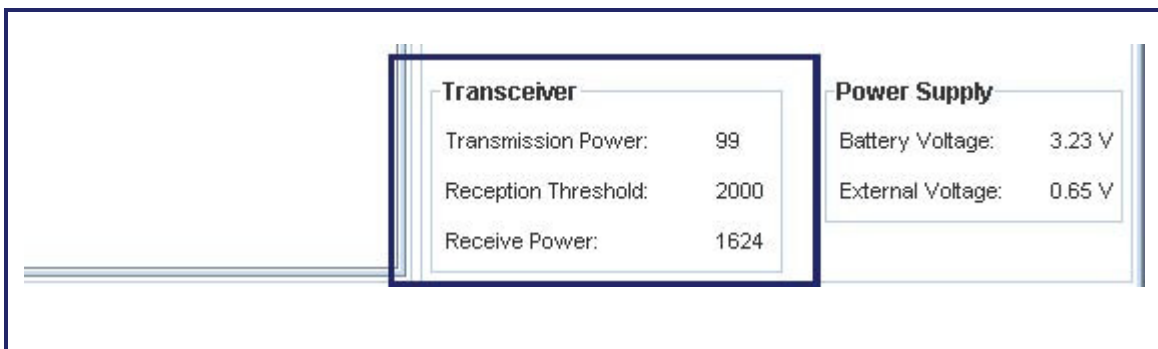 Transceiver
Transmission Power: 99
Reception Threshold: 2000
Receive Power: 1624
Power Supply
Battery Voltage: 3.23 V
External Voltage: 0.65 V